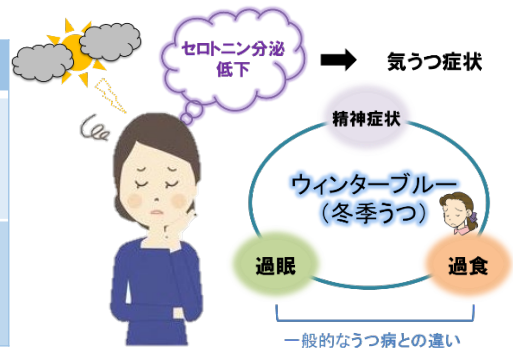 セロトニン分泌
低下
気うつ症状
精神症状
ウィンターブルー
（冬季うつ）
過眠
過食
一般的なうつ病との違い